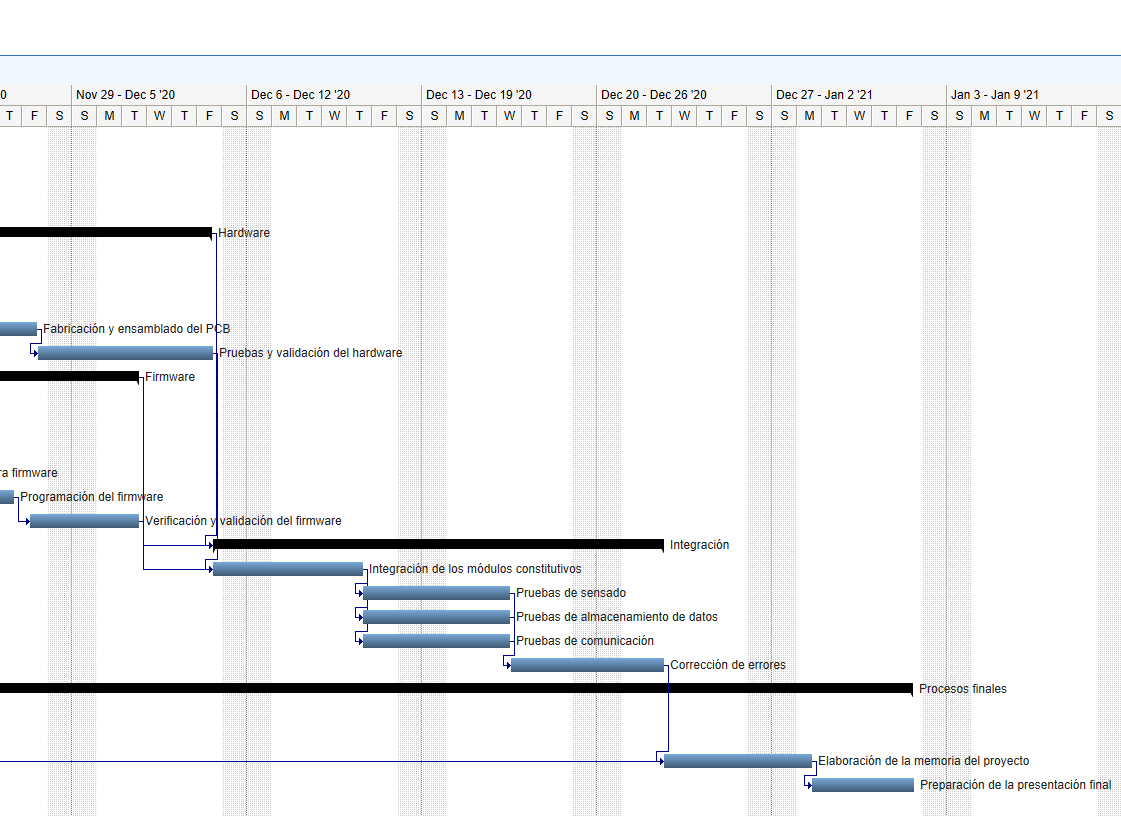 0 Nov 29 - Dec 5 '20 Dec 6 - Dec 12 '20 Dec 13 - Dec 19 '20 Dec 20 - Dec 26 '20 Dec 27 - Jan 2 '21 Jan 3 - Jan 9 '21
T F S S M T W T F S S M T W T F S S M T W T F S S M T W T F S S M T W T F S S M T W T F S
Hardware
Fabricación y ensamblado del PCB
Pruebas y validación del hardware
Firmware
ra firmware
Programación del firmware
Verificación y validación del firmware
Integración
Integración de los módulos constitutivos
Pruebas de sensado
Pruebas de almacenamiento de datos
Pruebas de comunicación
Corrección de errores
Procesos finales
Elaboración de la memoria del proyecto
Preparación de la presentación final